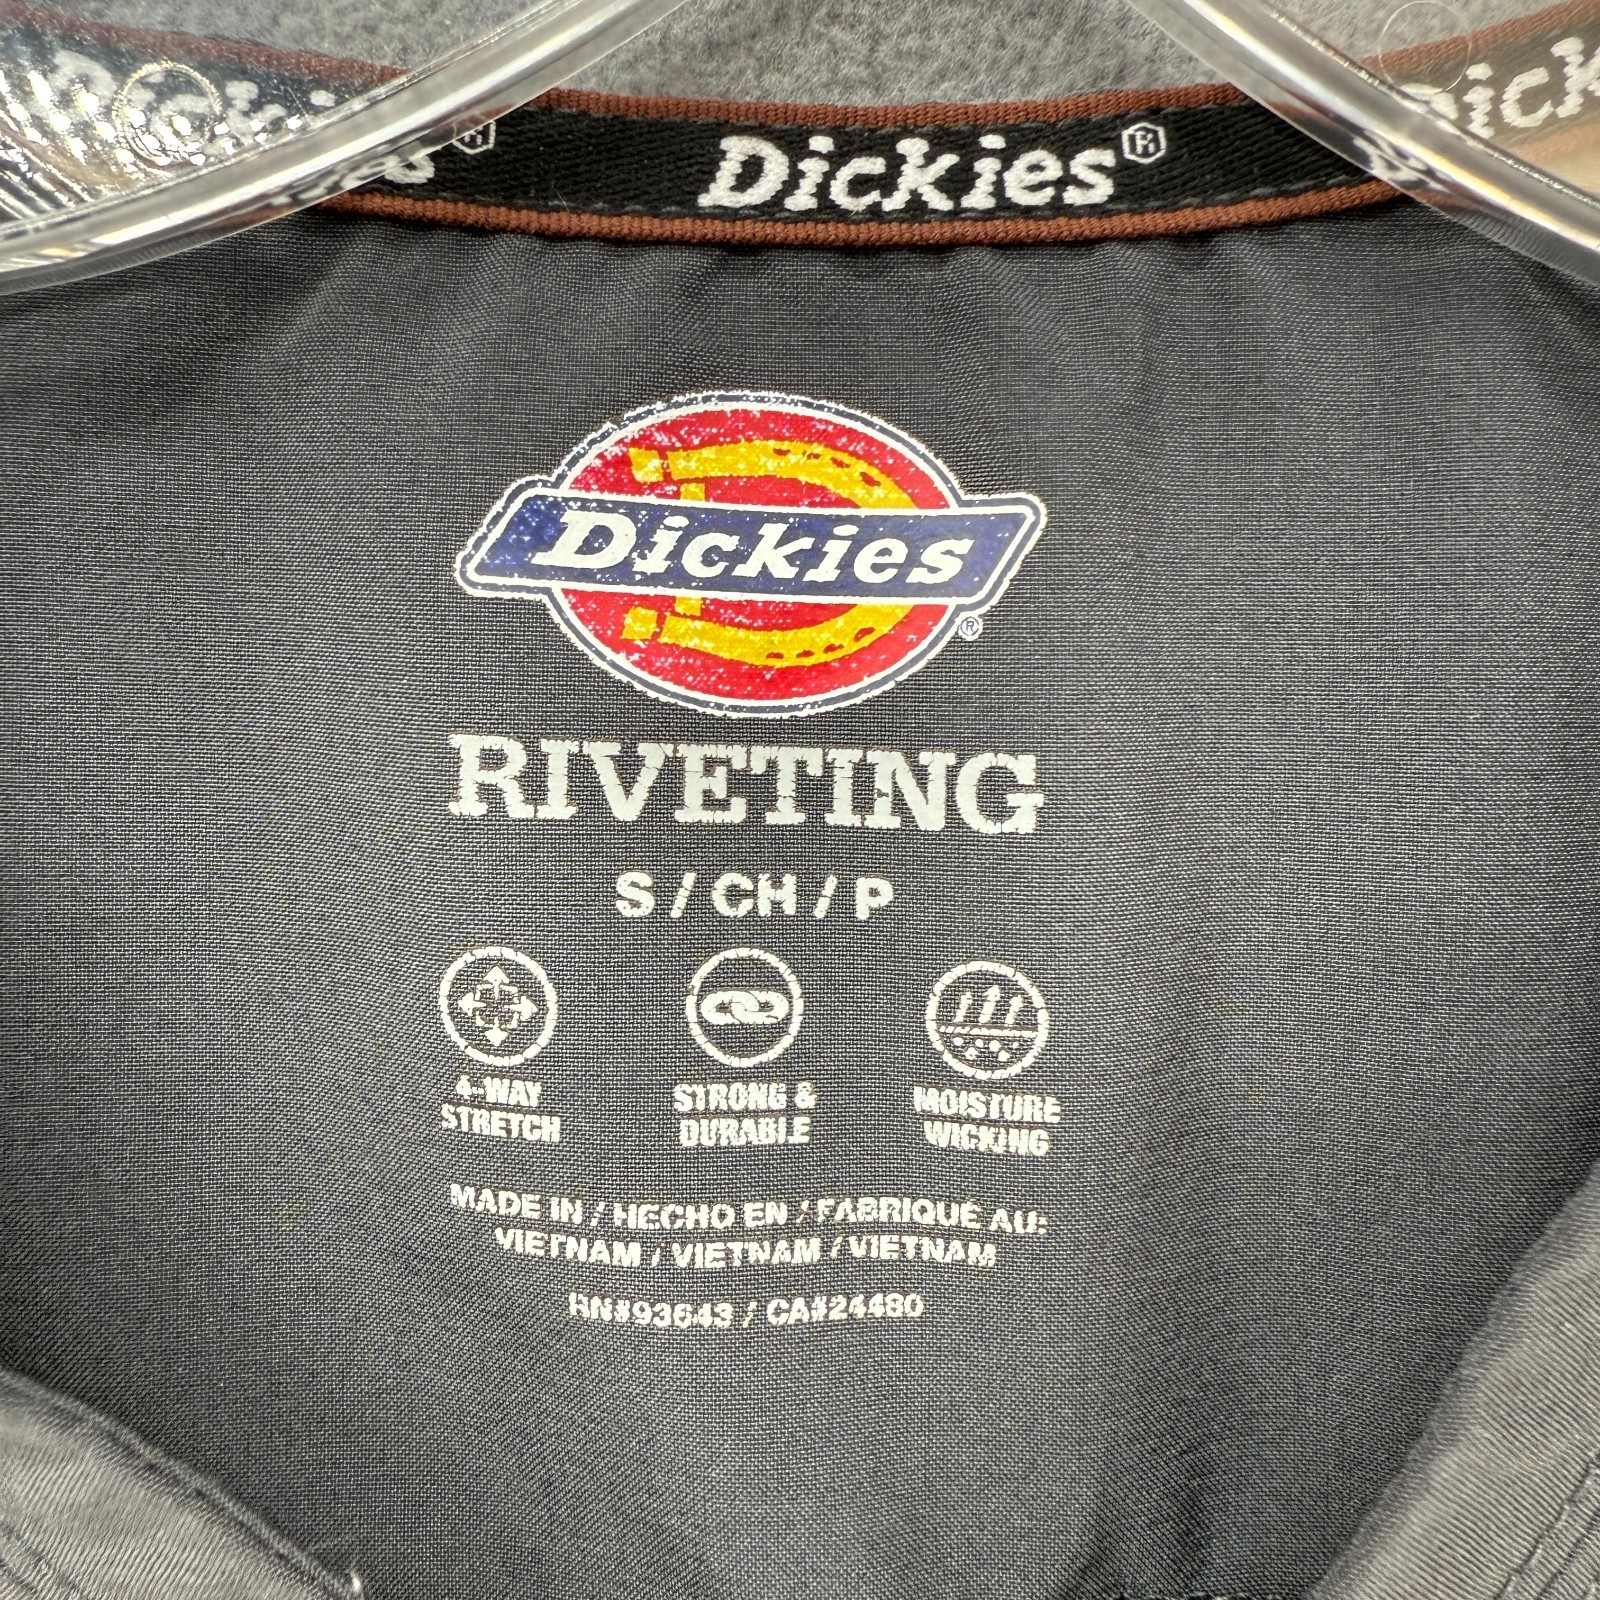 Dickies Dickies® Dickies
Dickies®
RIVETING
S / CH / P
4-WAY STRETCH
STRONG & DURABLE
MOISTURE WICKING
MADE IN / HECHO EN / FABRIQUÉ AU:
VIETNAM / VIETNAM / VIETNAM
RN#93643 / CA#24480